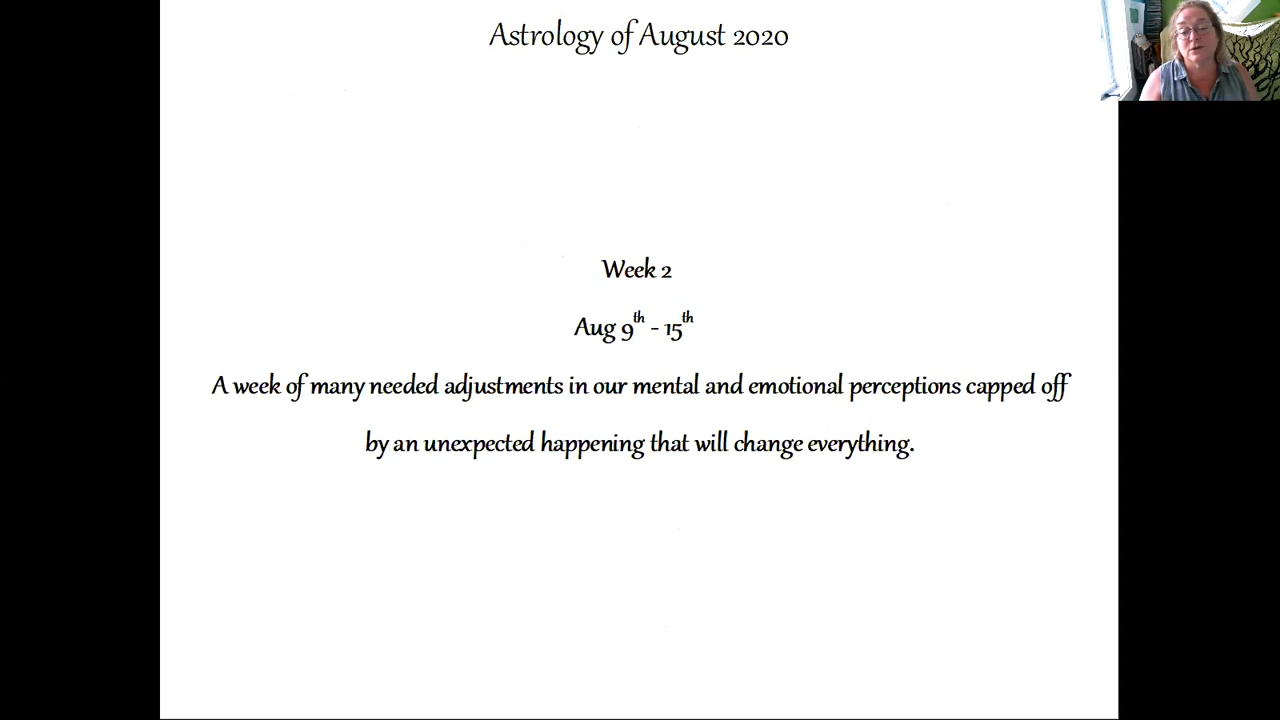 Astrology of August 2020
Week 2
Aug 9th - 15th
A week of many needed adjustments in our mental and emotional perceptions capped off
by an unexpected happening that will change everything.